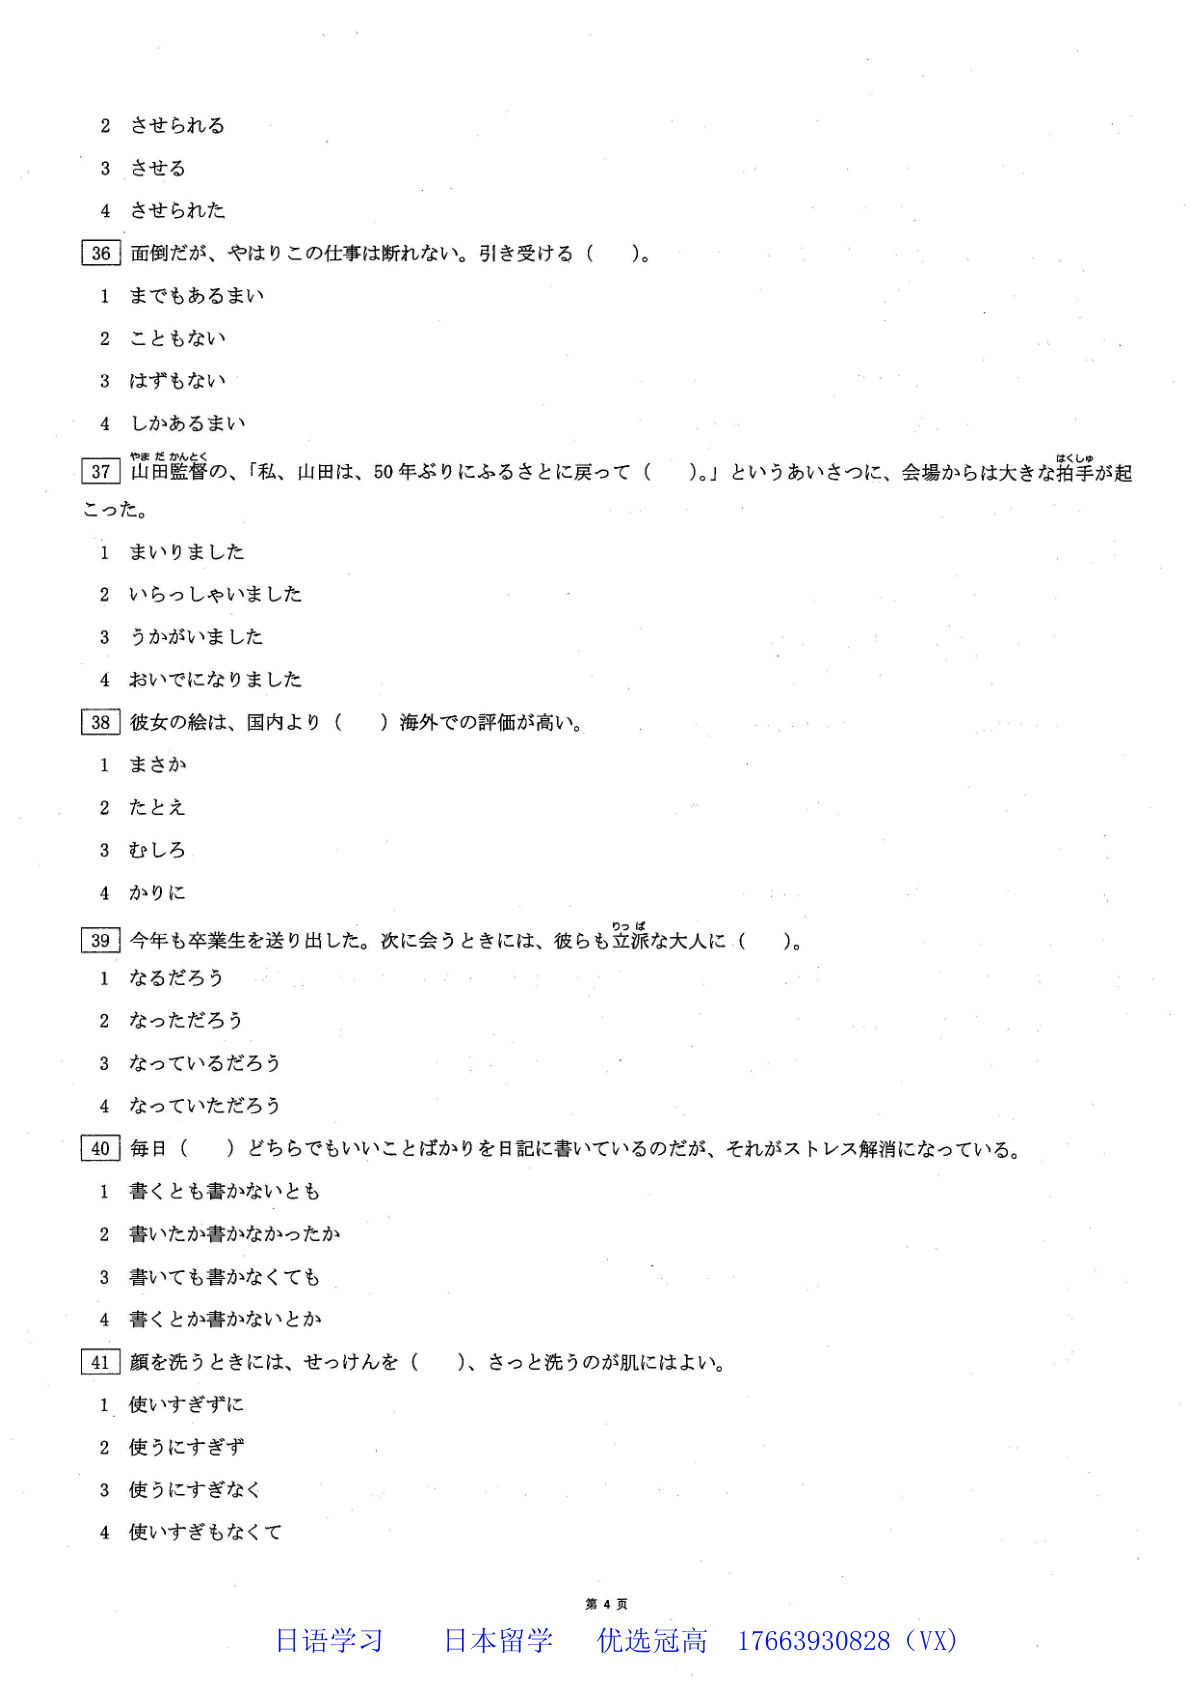 2 させられる
3 させる
4 させられた
36 面倒だが、やはりこの仕事は断れない。引き受ける（　　）。
1 までもあるまい
2 こともない
3 はずもない
4 しかあるまい
やま だ かんとく はくしゅ
37 山田監督の、「私、山田は、50年ぶりにふるさとに戻って（　　）。」というあいさつに、会場からは大きな拍手が起
こった。
1 まいりました
2 いらっしゃいました
3 うかがいました
4 おいでになりました
38 彼女の絵は、国内より（　　）海外での評価が高い。
1 まさか
2 たとえ
3 むしろ
4 かりに
りっ ぱ
39 今年も卒業生を送り出した。次に会うときには、彼らも立派な大人に（　　）。
1 なるだろう
2 なっただろう
3 なっているだろう
4 なっていただろう
40 毎日（　　）どちらでもいいことばかりを日記に書いているのだが、それがストレス解消になっている。
1 書くとも書かないとも
2 書いたか書かなかったか
3 書いても書かなくても
4 書くとか書かないとか
41 顔を洗うときには、せっけんを（　　）、さっと洗うのが肌にはよい。
1 使いすぎずに
2 使うにすぎず
3 使うにすぎなく
4 使いすぎもなくて
第 4 页
日语学习 日本留学 优选冠高 17663930828（VX）